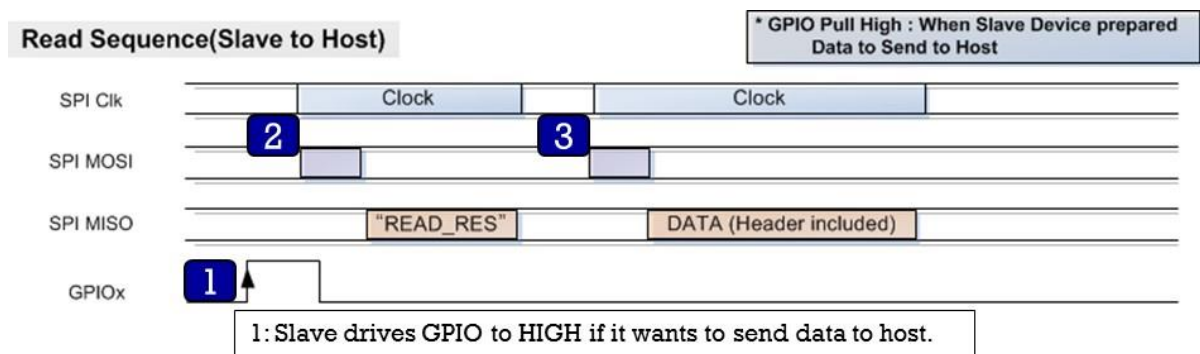 Read Sequence(Slave to Host)
* GPIO Pull High : When Slave Device prepared
Data to Send to Host
SPI Clk
Clock
Clock
2
3
SPI MOSI
SPI MISO
"READ_RES"
DATA (Header included)
1
GPIOx
1: Slave drives GPIO to HIGH if it wants to send data to host.